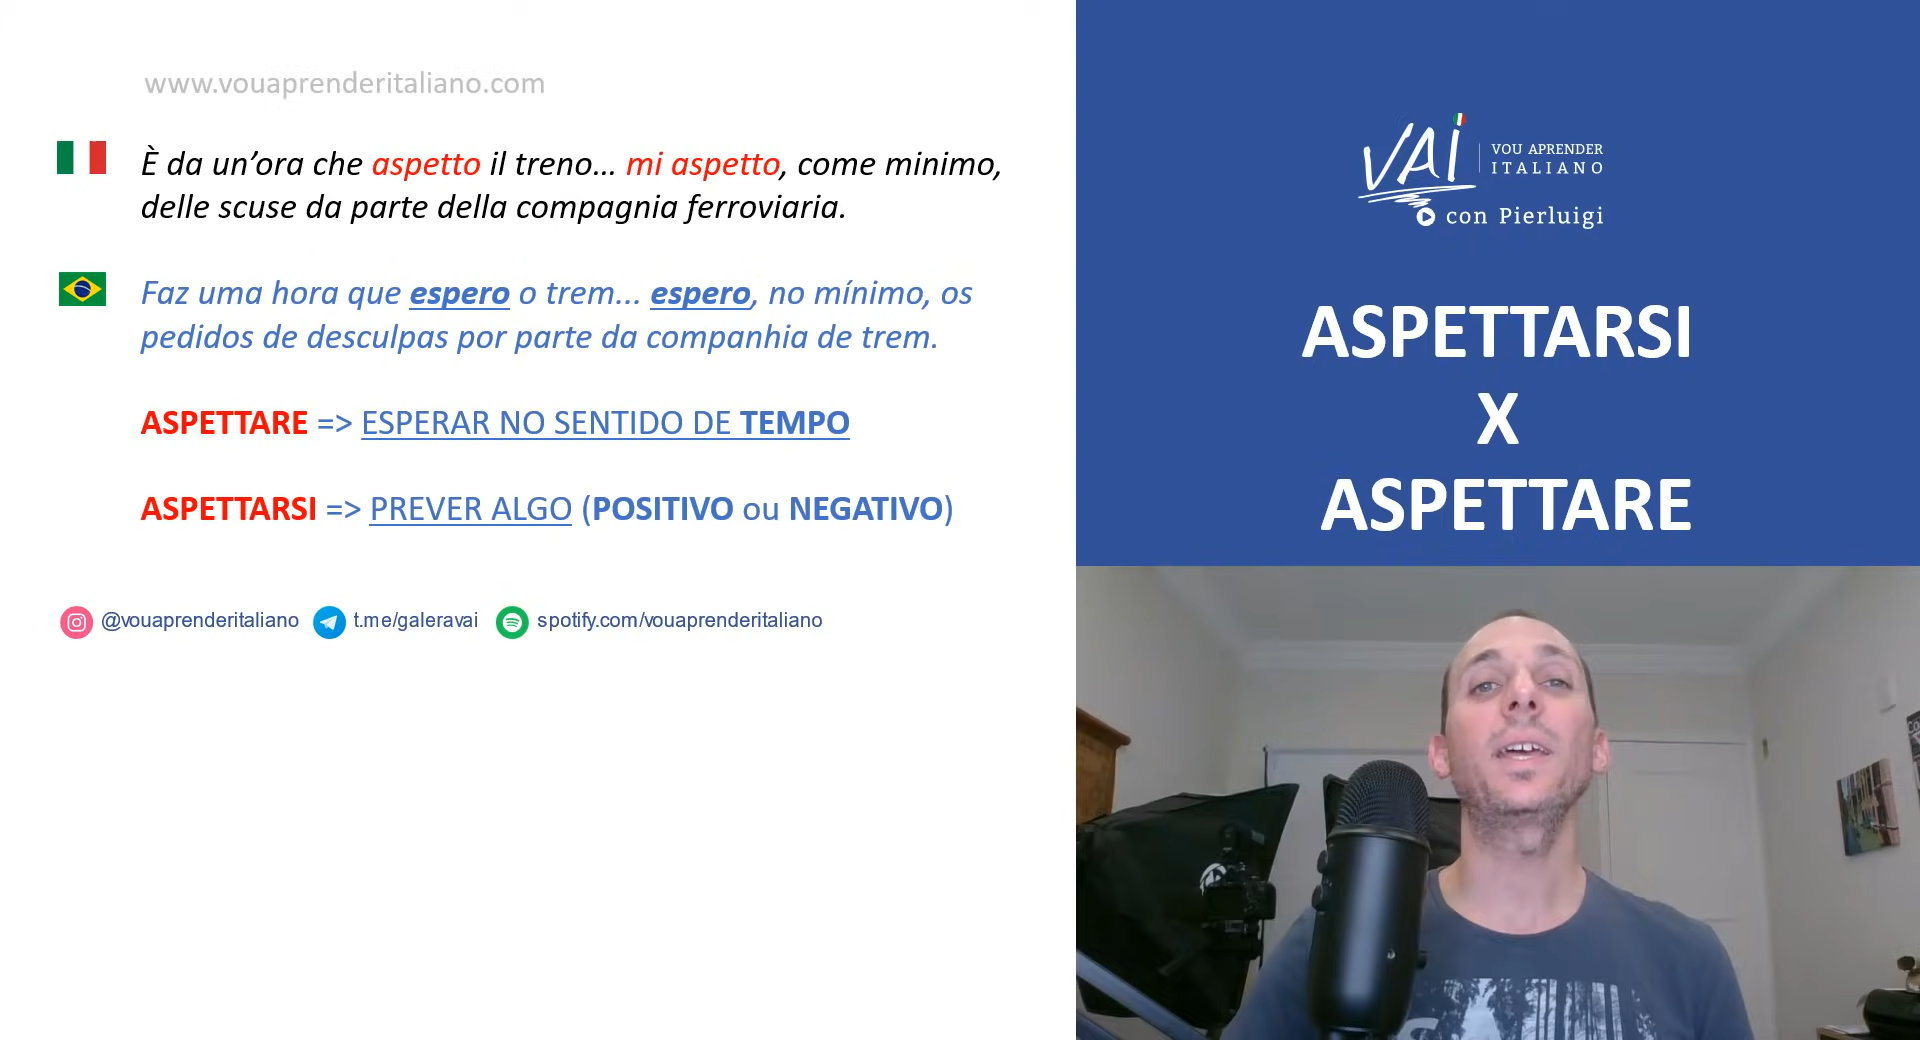 www.vouaprenderitaliano.com
È da un’ora che aspetto il treno... mi aspetto, come minimo,
delle scuse da parte della compagnia ferroviaria.
Faz uma hora que espero o trem... espero, no mínimo, os
pedidos de desculpas por parte da companhia de trem.
ASPETTARE => ESPERAR NO SENTIDO DE TEMPO
ASPETTARSI => PREVER ALGO (POSITIVO ou NEGATIVO)
@vouaprenderitaliano t.me/galeravai spotify.com/vouaprenderitaliano
VAI
VOU APRENDER
ITALIANO
con Pierluigi
ASPETTARSI
X
ASPETTARE